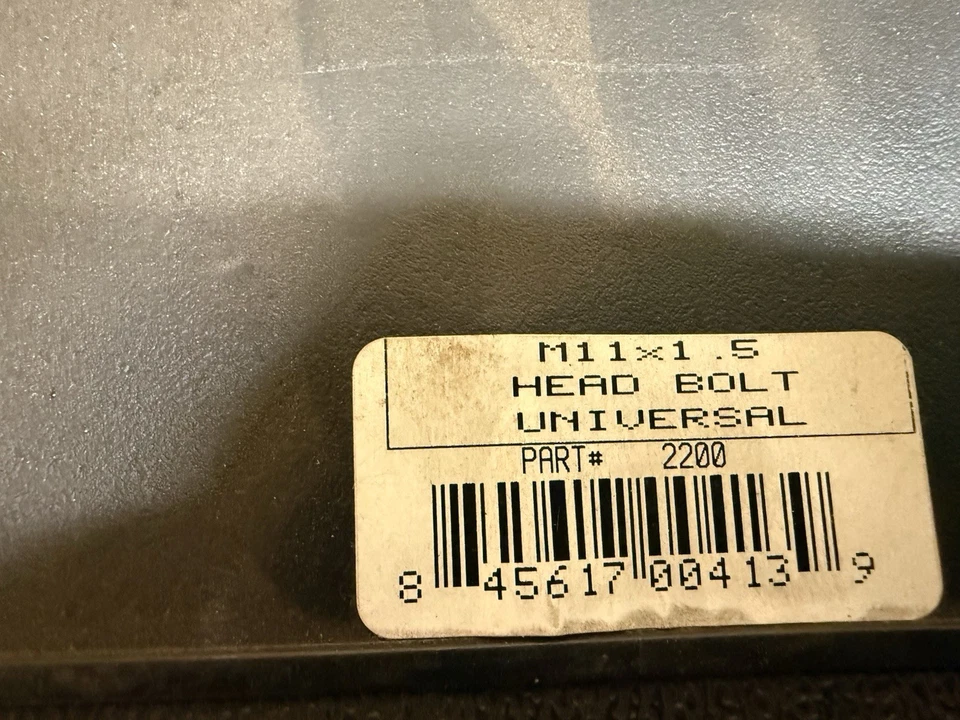 M11x1.5
HEAD BOLT
UNIVERSAL
PART# 2200
8 45617 00413 9